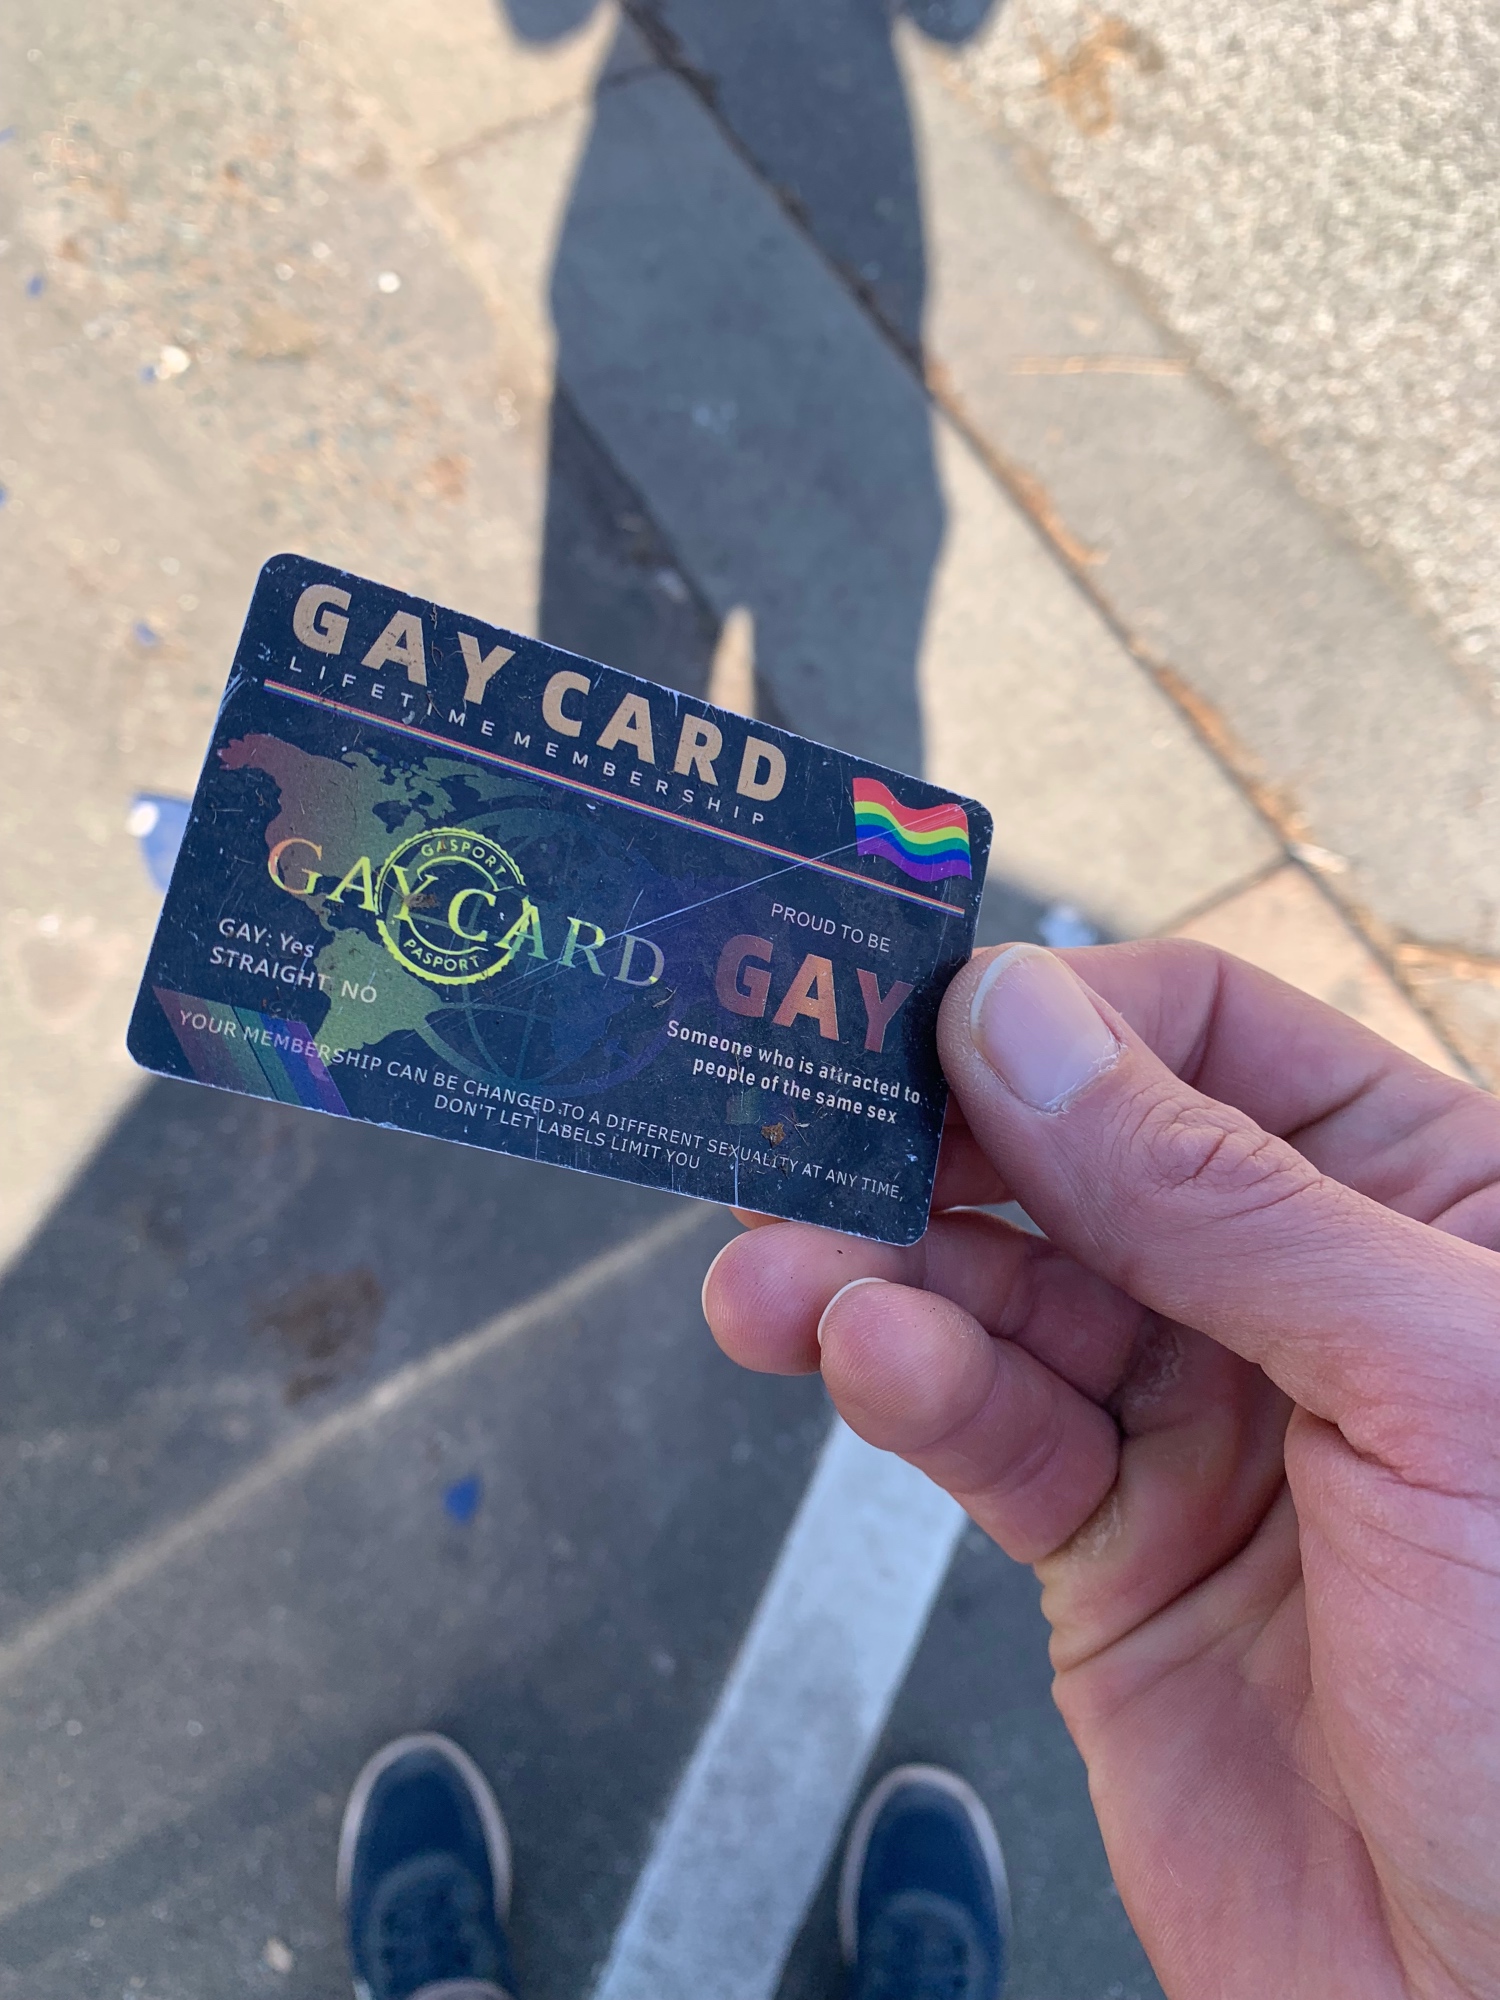 GAY CARD
LIFETIME MEMBERSHIP
GASPORT
GAY CARD
PASPORT
GAY: Yes
STRAIGHT NO
PROUD TO BE
GAY
Someone who is attracted to
people of the same sex
YOUR MEMBERSHIP CAN BE CHANGED TO A DIFFERENT SEXUALITY AT ANY TIME,
DON'T LET LABELS LIMIT YOU